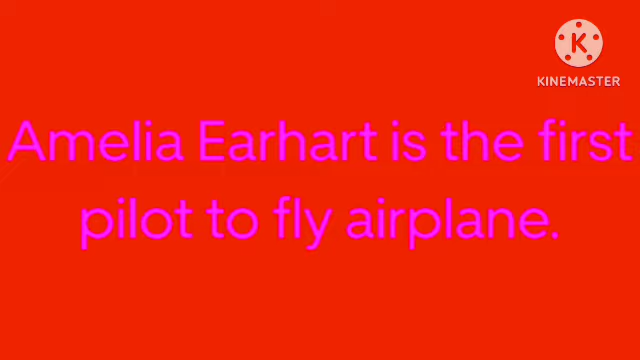 K
KINEMASTER
Amelia Earhart is the first
pilot to fly airplane.